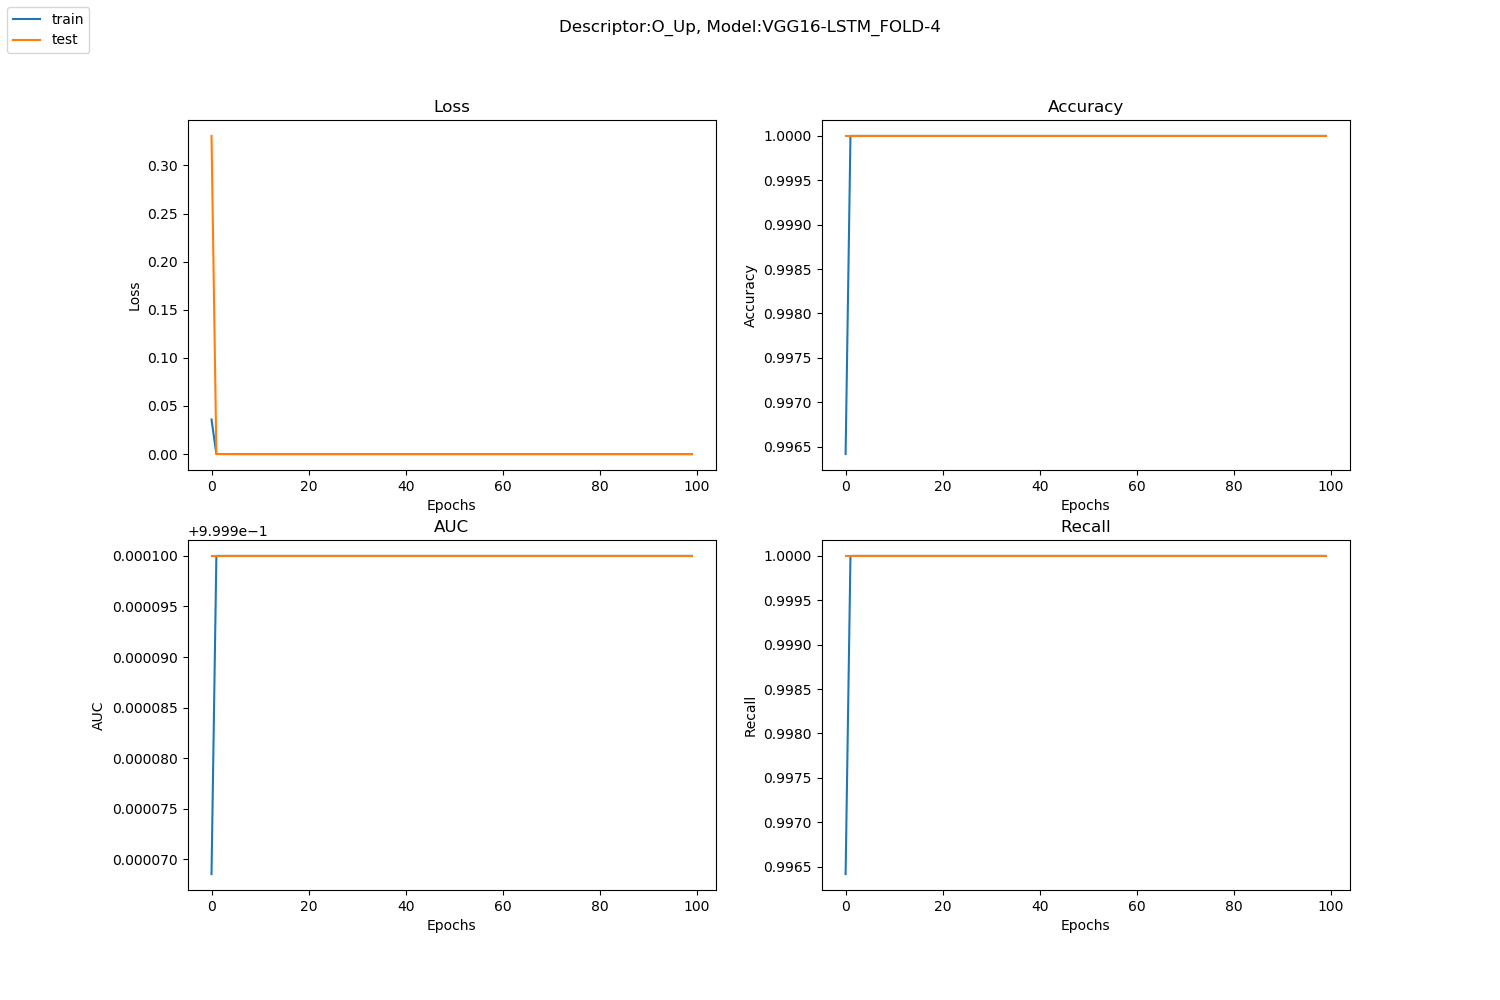 train
test
Descriptor:O_Up, Model:VGG16-LSTM_FOLD-4
Loss
0.30
0.25
0.20
0.15
0.10
0.05
0.00
Loss
0 20 40 60 80 100
Epochs
Accuracy
1.0000
0.9995
0.9990
0.9985
0.9980
0.9975
0.9970
0.9965
Accuracy
0 20 40 60 80 100
Epochs
+9.999e−1
AUC
0.000100
0.000095
0.000090
0.000085
0.000080
0.000075
0.000070
AUC
0 20 40 60 80 100
Epochs
Recall
1.0000
0.9995
0.9990
0.9985
0.9980
0.9975
0.9970
0.9965
Recall
0 20 40 60 80 100
Epochs